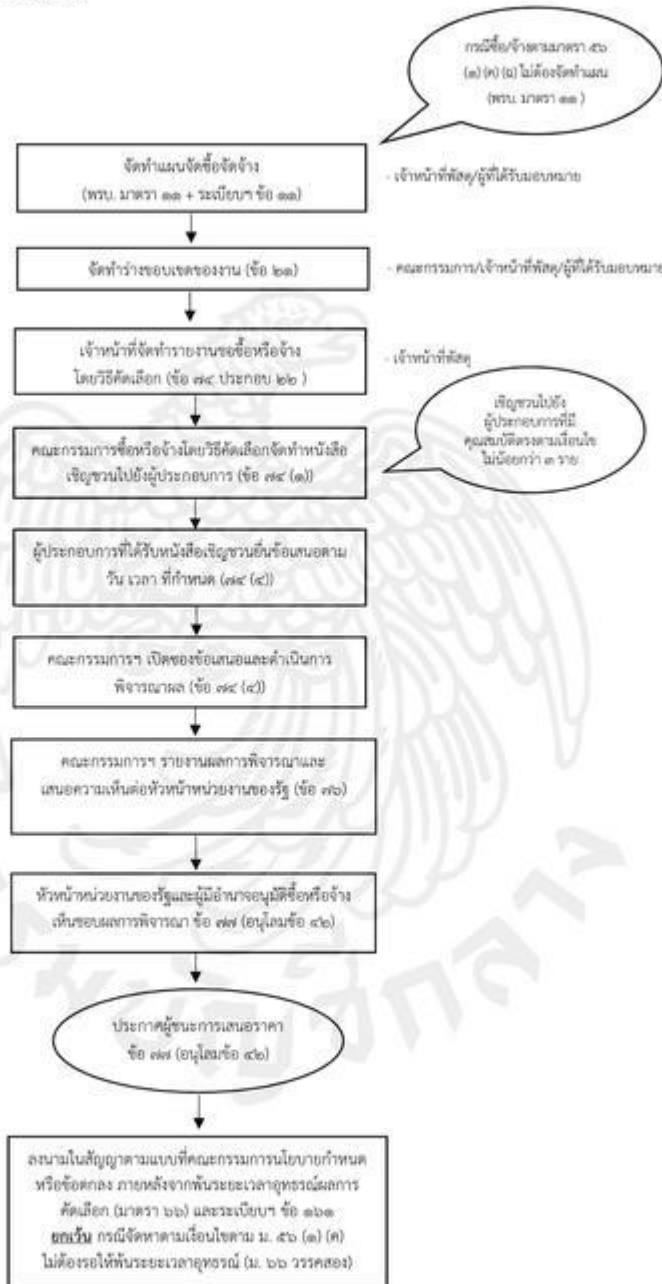 กรณีซื้อ/จ้างตามมาตรา ๕๖
(๑) (ค) (ฉ) ไม่ต้องจัดทำแผน
(พรบ. มาตรา ๑๑ )
จัดทำแผนจัดซื้อจัดจ้าง
(พรบ. มาตรา ๑๑ + ระเบียบฯ ข้อ ๑๑)
- เจ้าหน้าที่พัสดุ/ผู้ที่ได้รับมอบหมาย
จัดทำร่างขอบเขตของงาน (ข้อ ๒๑)
- คณะกรรมการ/เจ้าหน้าที่พัสดุ/ผู้ที่ได้รับมอบหมาย
เจ้าหน้าที่จัดทำรายงานขอซื้อหรือจ้าง
โดยวิธีคัดเลือก (ข้อ ๗๔ ประกอบ ๒๒ )
- เจ้าหน้าที่พัสดุ
เชิญชวนไปยัง
ผู้ประกอบการที่มี
คุณสมบัติตรงตามเงื่อนไข
ไม่น้อยกว่า ๓ ราย
คณะกรรมการซื้อหรือจ้างโดยวิธีคัดเลือกจัดทำหนังสือ
เชิญชวนไปยังผู้ประกอบการ (ข้อ ๗๔ (๑))
ผู้ประกอบการที่ได้รับหนังสือเชิญชวนยื่นข้อเสนอตาม
วัน เวลา ที่กำหนด (๗๔ (๔))
คณะกรรมการฯ เปิดซองข้อเสนอและดำเนินการ
พิจารณาผล (ข้อ ๗๔ (๔))
คณะกรรมการฯ รายงานผลการพิจารณาและ
เสนอความเห็นต่อหัวหน้าหน่วยงานของรัฐ (ข้อ ๗๖)
หัวหน้าหน่วยงานของรัฐและผู้มีอำนาจอนุมัติซื้อหรือจ้าง
เห็นชอบผลการพิจารณา ข้อ ๗๗ (อนุโลมข้อ ๔๒)
ประกาศผู้ชนะการเสนอราคา
ข้อ ๗๗ (อนุโลมข้อ ๔๒)
ลงนามในสัญญาตามแบบที่คณะกรรมการนโยบายกำหนด
หรือข้อตกลง ภายหลังจากพ้นระยะเวลาอุทธรณ์ผลการ
คัดเลือก (มาตรา ๖๖) และระเบียบฯ ข้อ ๑๖๑
ยกเว้น กรณีจัดหาตามเงื่อนไขตาม ม. ๕๖ (๑) (ค)
ไม่ต้องรอให้พ้นระยะเวลาอุทธรณ์ (ม. ๖๖ วรรคสอง)
กรมบัญชีกลาง